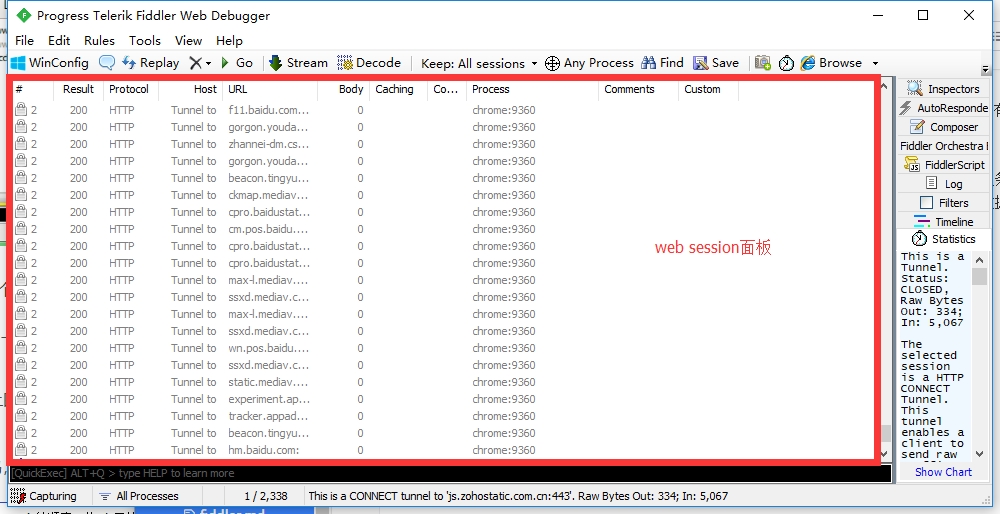 Progress Telerik Fiddler Web Debugger
File Edit Rules Tools View Help
WinConfig Replay Go Stream Decode Keep: All sessions Any Process Find Save Browse
# Result Protocol Host URL Body Caching Co... Process Comments Custom
2 200 HTTP Tunnel to f11.baidu.com... 0 chrome:9360
2 200 HTTP Tunnel to gorgon.youda... 0 chrome:9360
2 200 HTTP Tunnel to zhannei-dm.cs... 0 chrome:9360
2 200 HTTP Tunnel to gorgon.youda... 0 chrome:9360
2 200 HTTP Tunnel to beacon.tingyu... 0 chrome:9360
2 200 HTTP Tunnel to ckmap.mediav... 0 chrome:9360
2 200 HTTP Tunnel to cpro.baidustat... 0 chrome:9360
2 200 HTTP Tunnel to cm.pos.baidu.... 0 chrome:9360
2 200 HTTP Tunnel to cpro.baidustat... 0 chrome:9360
2 200 HTTP Tunnel to cpro.baidustat... 0 chrome:9360
2 200 HTTP Tunnel to max-l.mediav.... 0 chrome:9360
2 200 HTTP Tunnel to ssxd.mediav.c... 0 chrome:9360
2 200 HTTP Tunnel to max-l.mediav.... 0 chrome:9360
2 200 HTTP Tunnel to ssxd.mediav.c... 0 chrome:9360
2 200 HTTP Tunnel to wn.pos.baidu.... 0 chrome:9360
2 200 HTTP Tunnel to ssxd.mediav.c... 0 chrome:9360
2 200 HTTP Tunnel to static.mediav.... 0 chrome:9360
2 200 HTTP Tunnel to experiment.ap... 0 chrome:9360
2 200 HTTP Tunnel to tracker.appad... 0 chrome:9360
2 200 HTTP Tunnel to beacon.tingyu... 0 chrome:9360
2 200 HTTP Tunnel to hm.baidu.com: 0 chrome:9360
web session面板
Inspectors
AutoResponde
Composer
Fiddler Orchestra
FiddlerScript
Log
Filters
Timeline
Statistics
This is a
Tunnel.
Status:
CLOSED,
Raw Bytes
Out: 334;
In: 5,067
The
selected
session
is a HTTP
CONNECT
Tunnel.
This
tunnel
enables a
client to
send raw
Show Chart
[QuickExec] ALT+Q > type HELP to learn more
Capturing All Processes 1 / 2,338 This is a CONNECT tunnel to 'js.zohostatic.com.cn:443'. Raw Bytes Out: 334; In: 5,067
fiddler.md